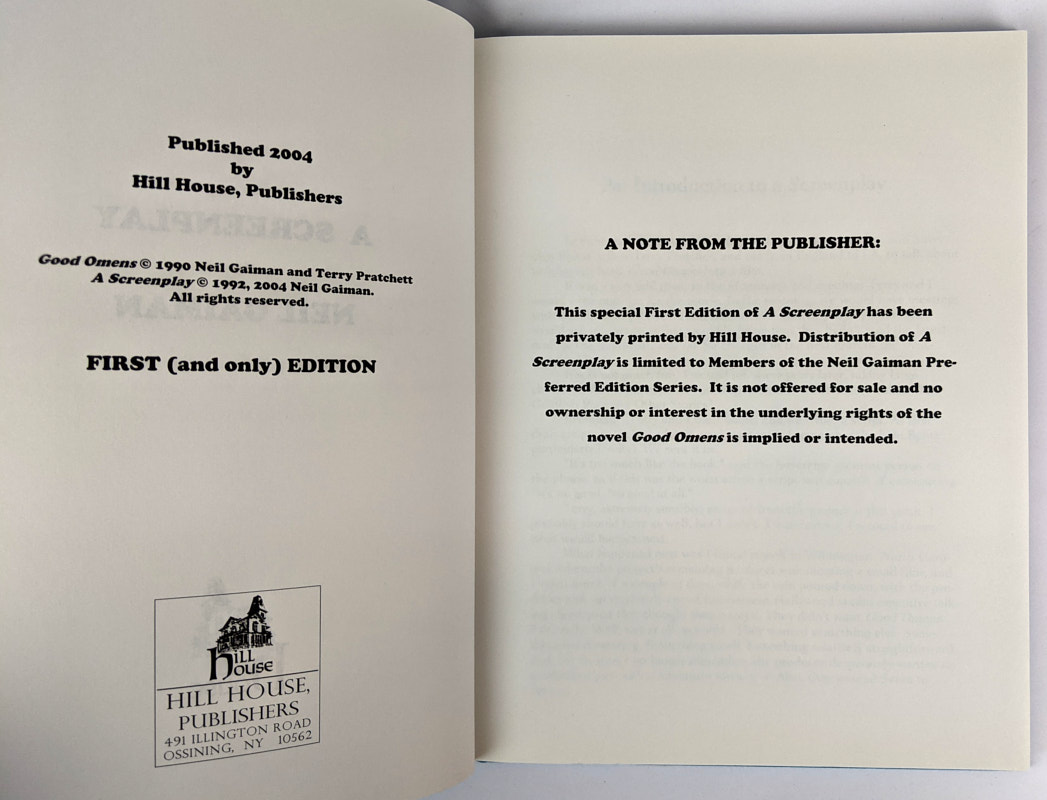 Published 2004
by
Hill House, Publishers
Good Omens © 1990 Neil Gaiman and Terry Pratchett
A Screenplay © 1992, 2004 Neil Gaiman.
All rights reserved.
FIRST (and only) EDITION
hILL
HOUSE
HILL HOUSE,
PUBLISHERS
491 ILLINGTON ROAD
OSSINING, NY 10562
A NOTE FROM THE PUBLISHER:
This special First Edition of A Screenplay has been
privately printed by Hill House. Distribution of A
Screenplay is limited to Members of the Neil Gaiman Pre-
ferred Edition Series. It is not offered for sale and no
ownership or interest in the underlying rights of the
novel Good Omens is implied or intended.